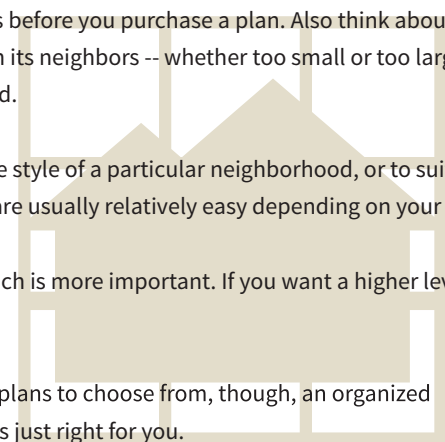 s before you purchase a plan. Also think abou
n its neighbors -- whether too small or too larg
d.
e style of a particular neighborhood, or to sui
are usually relatively easy depending on your
ch is more important. If you want a higher lev
plans to choose from, though, an organized
s just right for you.